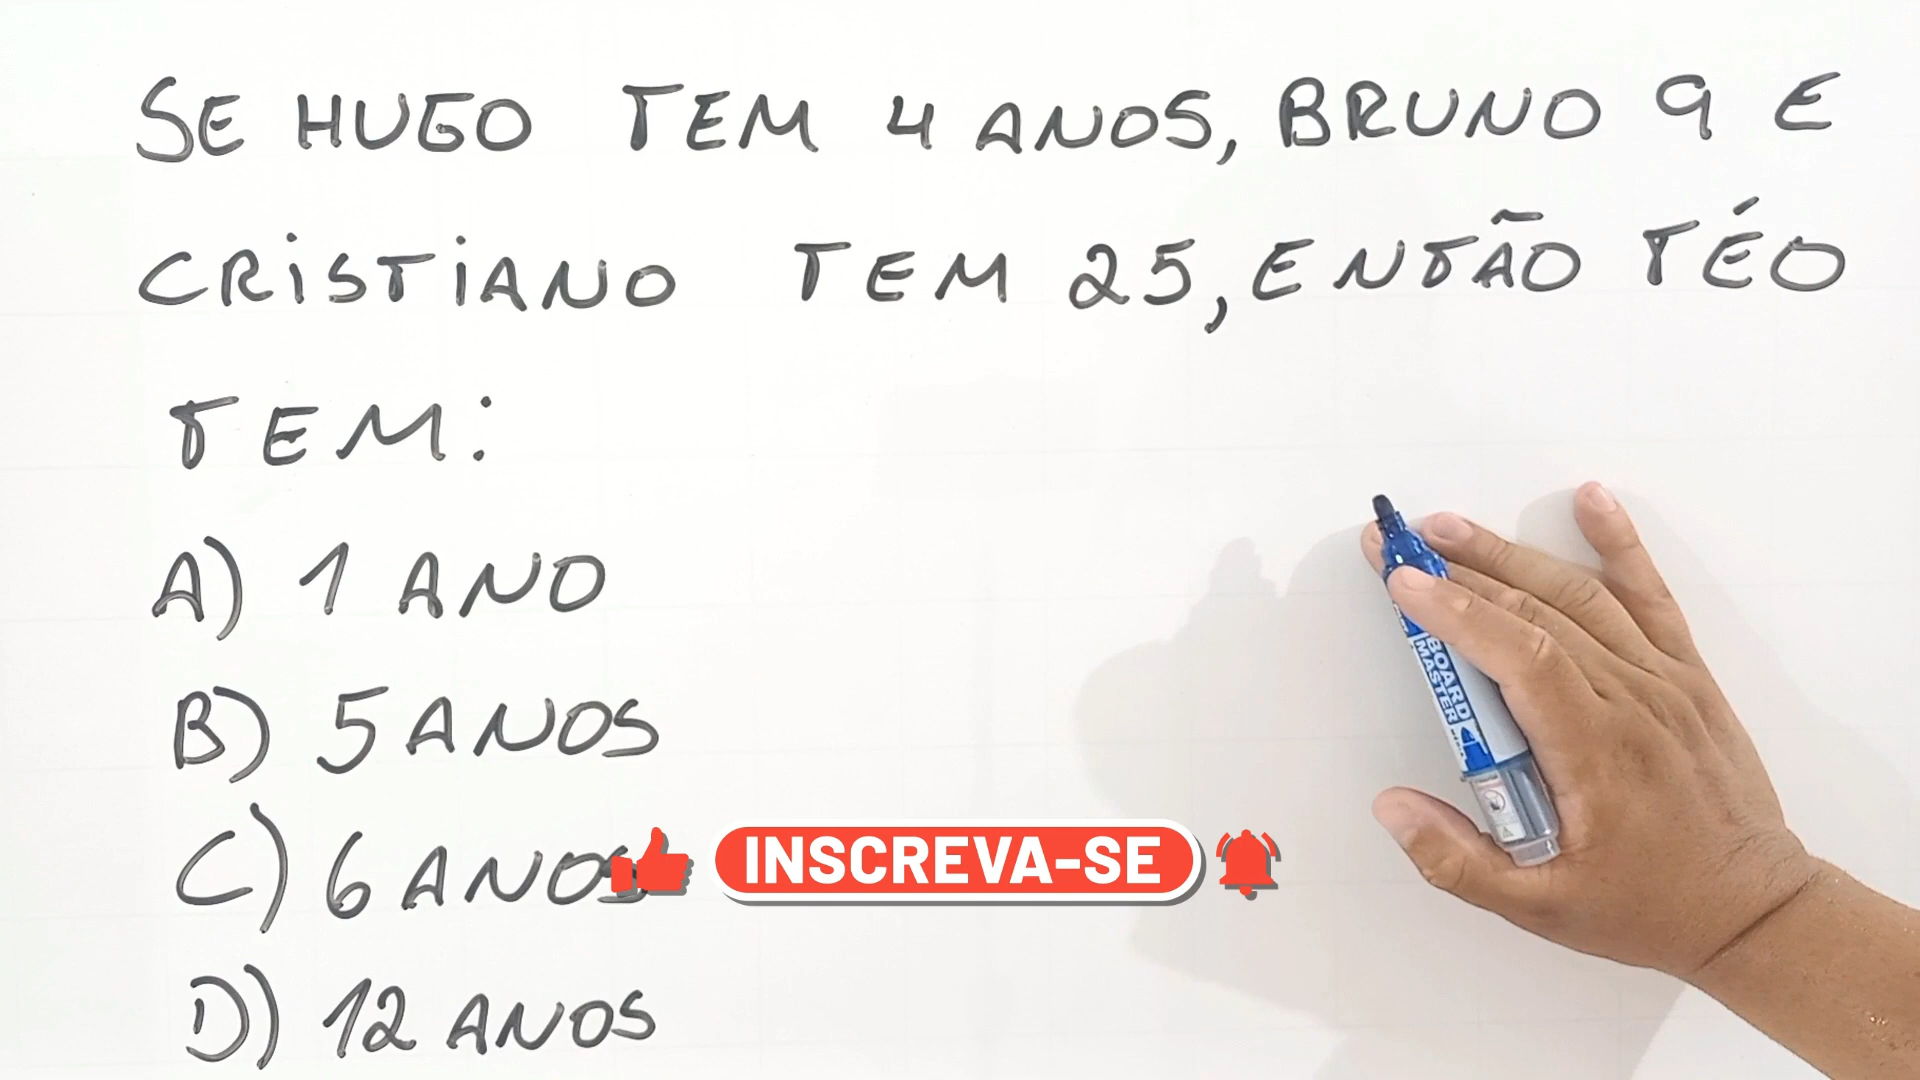 SE HUGO TEM 4 ANOS, BRUNO 9 E
CRISTIANO TEM 25, ENTÃO TÉO
TEM:
A) 1 ANO
B) 5 ANOS
C) 6 ANOS
INSCREVA-SE
D) 12 ANOS
BOARD
MASTER